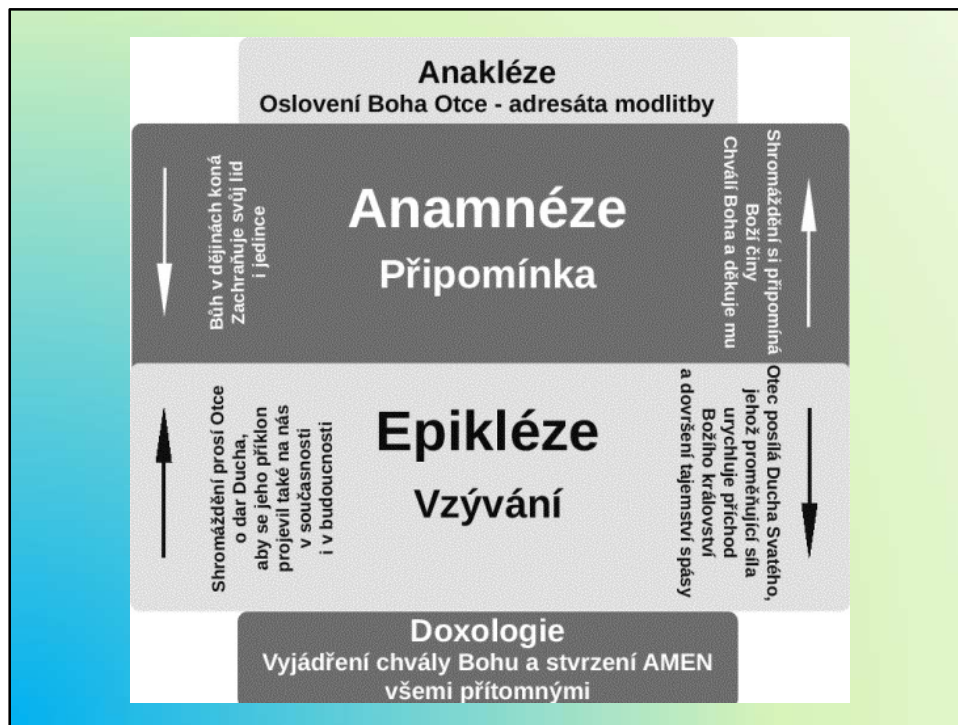 Anakléze
Oslovení Boha Otce - adresáta modlitby
Bůh v dějinách koná
Zachraňuje svůj lid
i jedince
Anamnéze
Připomínka
Shromáždění si připomíná
Boží činy
Chválí Boha a děkuje mu
Shromáždění prosí Otce
o dar Ducha,
aby se jeho příklon
projevil také na nás
v současnosti
i v budoucnosti
Epikléze
Vzývání
Otec posílá Ducha Svatého,
jehož proměňující síla
urychluje příchod
Božího království
a dovršení tajemství spásy
Doxologie
Vyjádření chvály Bohu a stvrzení AMEN
všemi přítomnými